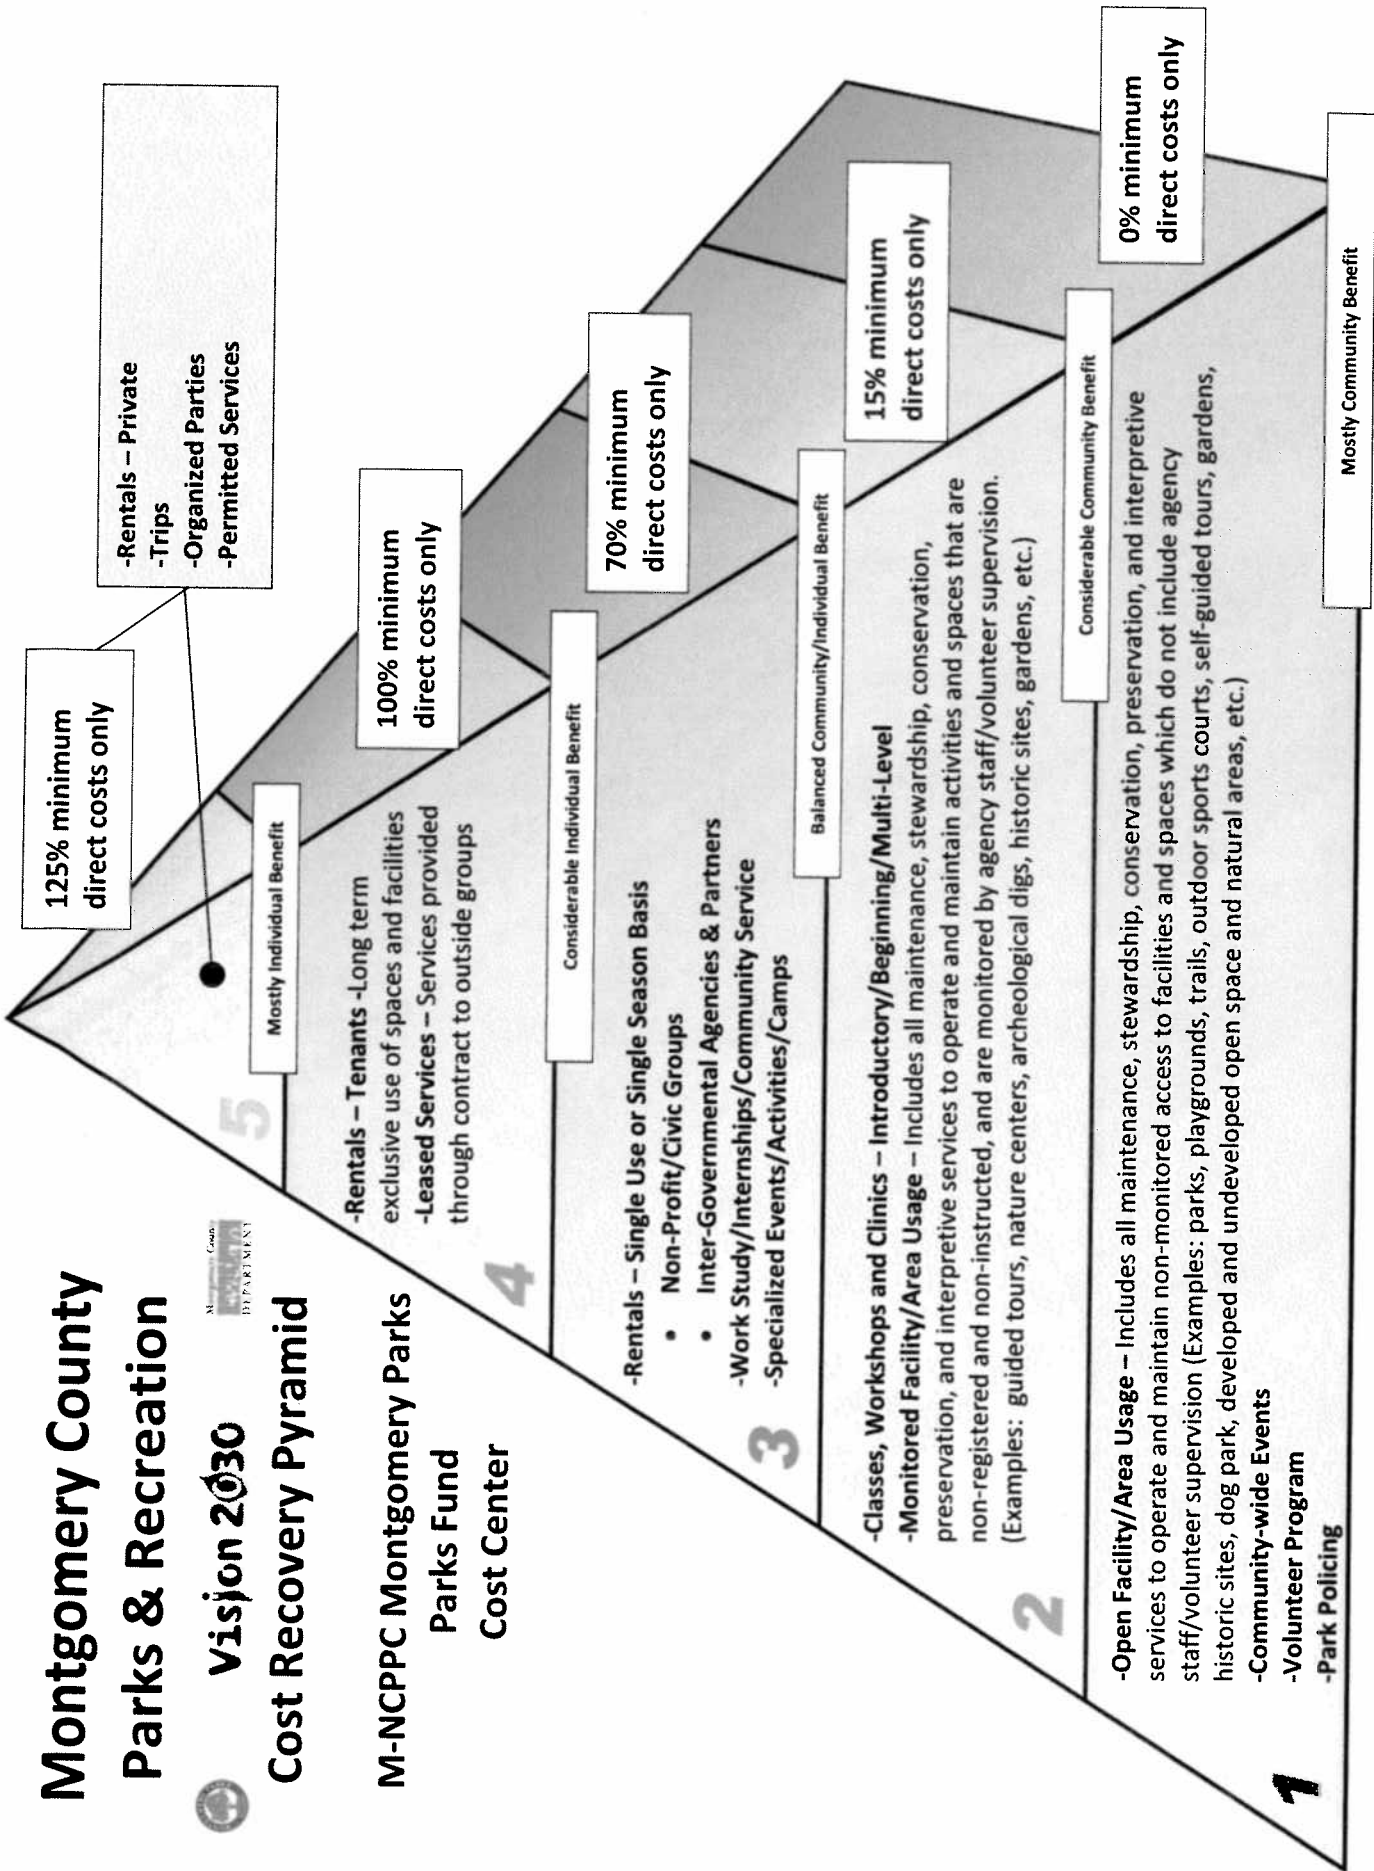 Montgomery County
Parks & Recreation
Vision 2030
Montgomery County
DEPARTMENT
Cost Recovery Pyramid
M-NCPPC Montgomery Parks
Parks Fund
Cost Center
125% minimum
direct costs only
-Rentals – Private
-Trips
-Organized Parties
-Permitted Services
5
Mostly Individual Benefit
100% minimum
direct costs only
-Rentals – Tenants -Long term
exclusive use of spaces and facilities
-Leased Services – Services provided
through contract to outside groups
4
Considerable Individual Benefit
70% minimum
direct costs only
-Rentals – Single Use or Single Season Basis
• Non-Profit/Civic Groups
• Inter-Governmental Agencies & Partners
-Work Study/Internships/Community Service
-Specialized Events/Activities/Camps
3
Balanced Community/Individual Benefit
15% minimum
direct costs only
-Classes, Workshops and Clinics – Introductory/Beginning/Multi-Level
-Monitored Facility/Area Usage – Includes all maintenance, stewardship, conservation,
preservation, and interpretive services to operate and maintain activities and spaces that are
non-registered and non-instructed, and are monitored by agency staff/volunteer supervision.
(Examples: guided tours, nature centers, archeological digs, historic sites, gardens, etc.)
2
Considerable Community Benefit
0% minimum
direct costs only
-Open Facility/Area Usage – Includes all maintenance, stewardship, conservation, preservation, and interpretive
services to operate and maintain non-monitored access to facilities and spaces which do not include agency
staff/volunteer supervision (Examples: parks, playgrounds, trails, outdoor sports courts, self-guided tours, gardens,
historic sites, dog park, developed and undeveloped open space and natural areas, etc.)
-Community-wide Events
-Volunteer Program
-Park Policing
1
Mostly Community Benefit